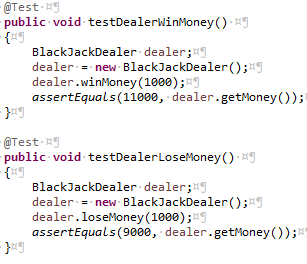 @Test
public void testDealerWinMoney()
{
    BlackJackDealer dealer;
    dealer = new BlackJackDealer();
    dealer.winMoney(1000);
    assertEquals(11000, dealer.getMoney());
}

@Test
public void testDealerLoseMoney()
{
    BlackJackDealer dealer;
    dealer = new BlackJackDealer();
    dealer.loseMoney(1000);
    assertEquals(9000, dealer.getMoney());
}